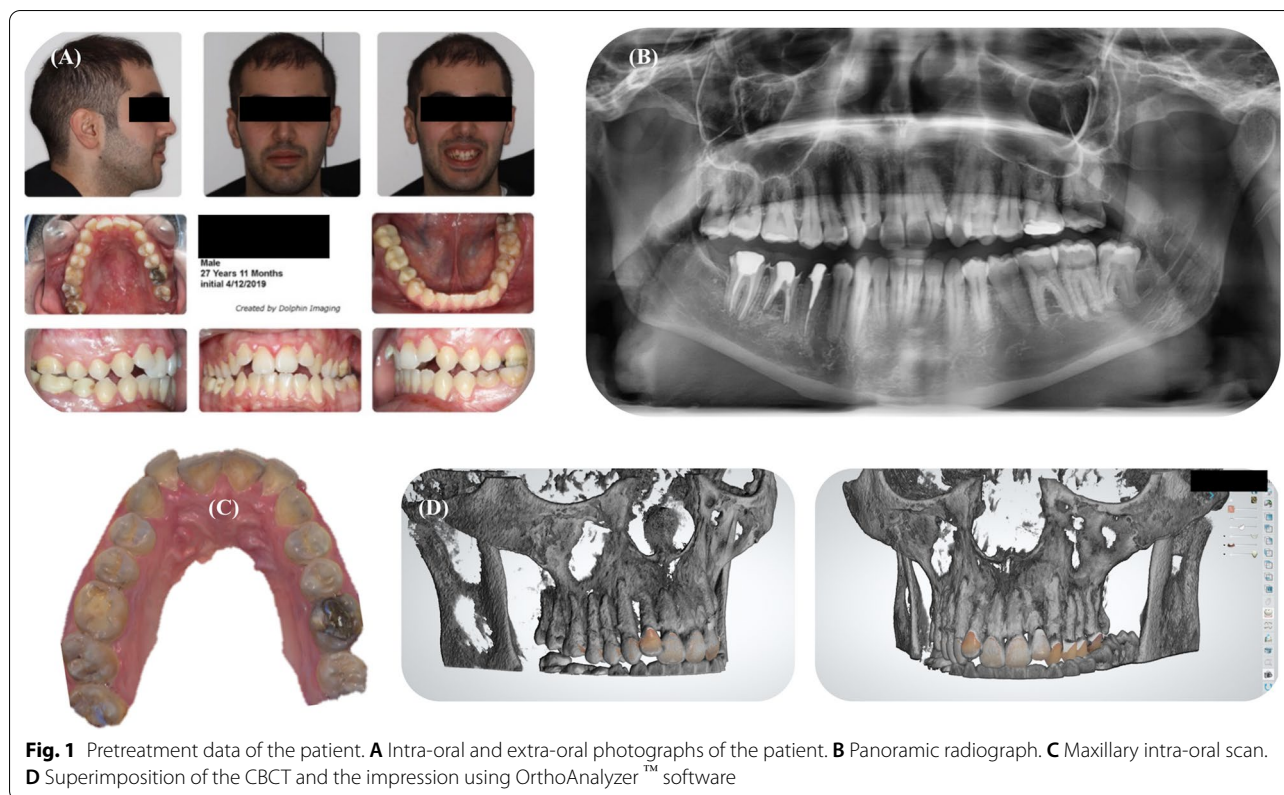 (A)
(B)
Male
27 Years 11 Months
initial 4/12/2019
Created by Dolphin Imaging
(C)
(D)
Fig. 1 Pretreatment data of the patient. A Intra-oral and extra-oral photographs of the patient. B Panoramic radiograph. C Maxillary intra-oral scan.
D Superimposition of the CBCT and the impression using OrthoAnalyzer ™ software